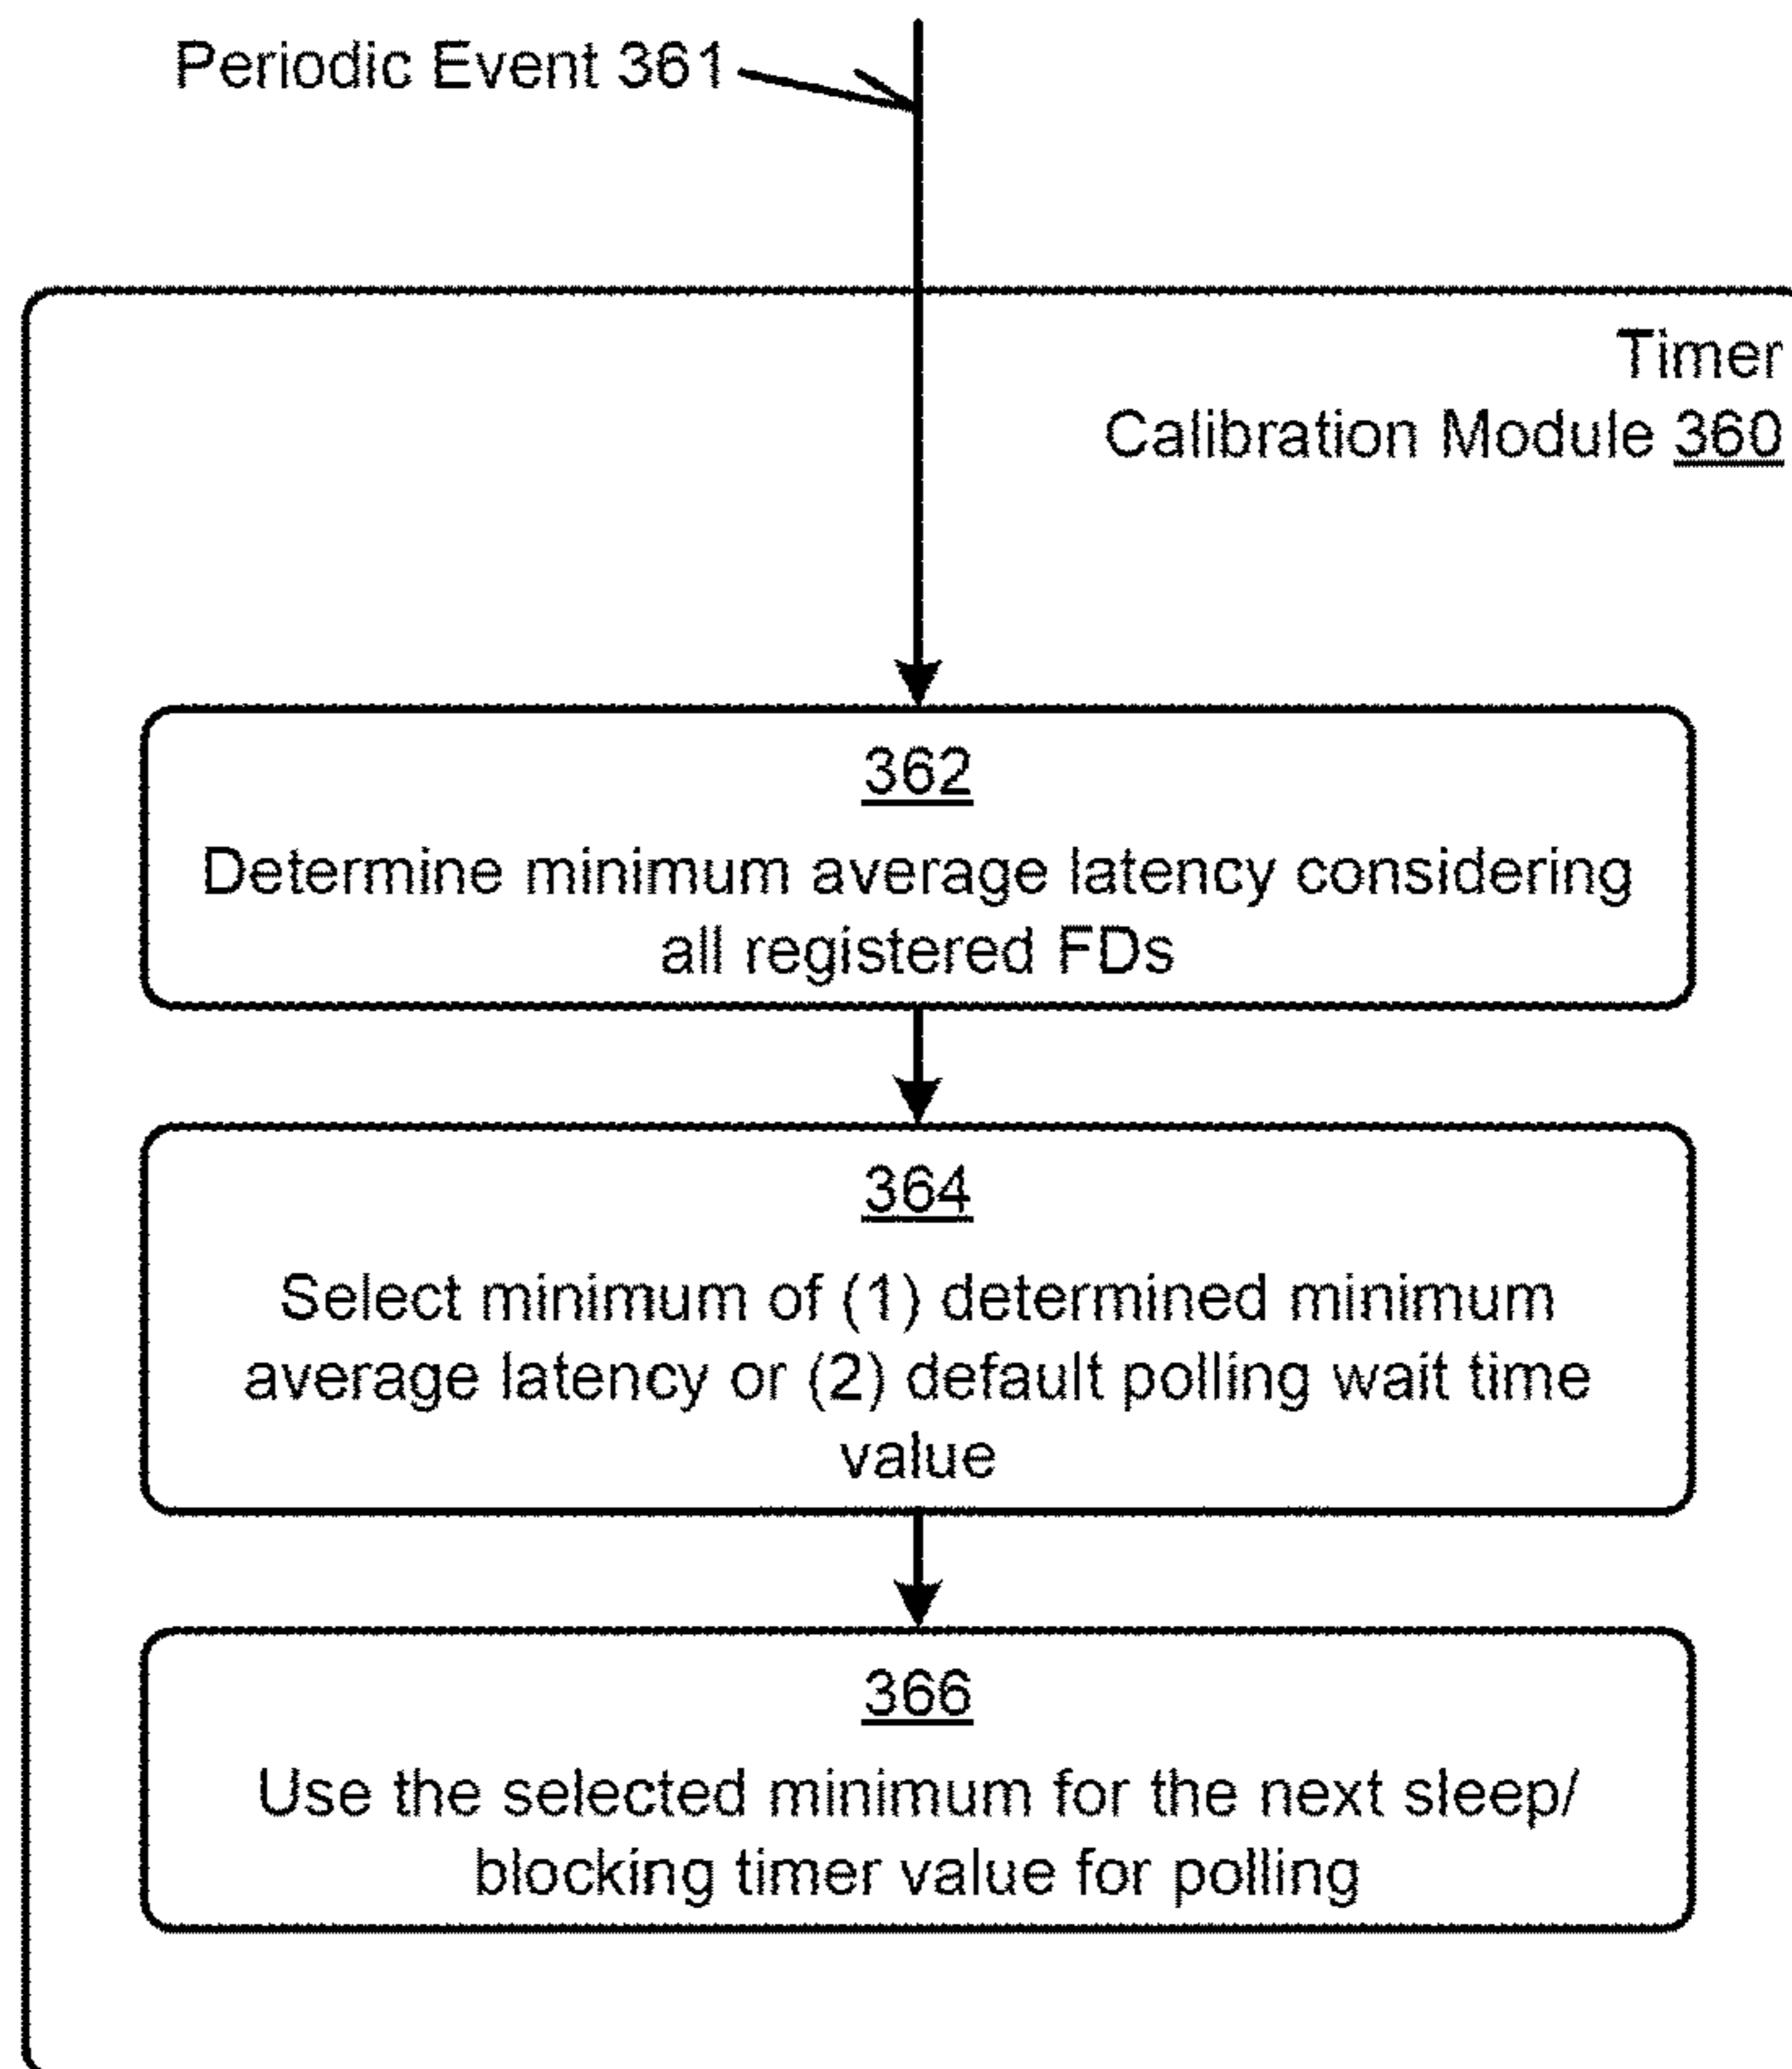 Periodic Event 361
Timer
Calibration Module 360
362
Determine minimum average latency considering
all registered FDs
364
Select minimum of (1) determined minimum
average latency or (2) default polling wait time
value
366
Use the selected minimum for the next sleep/
blocking timer value for polling